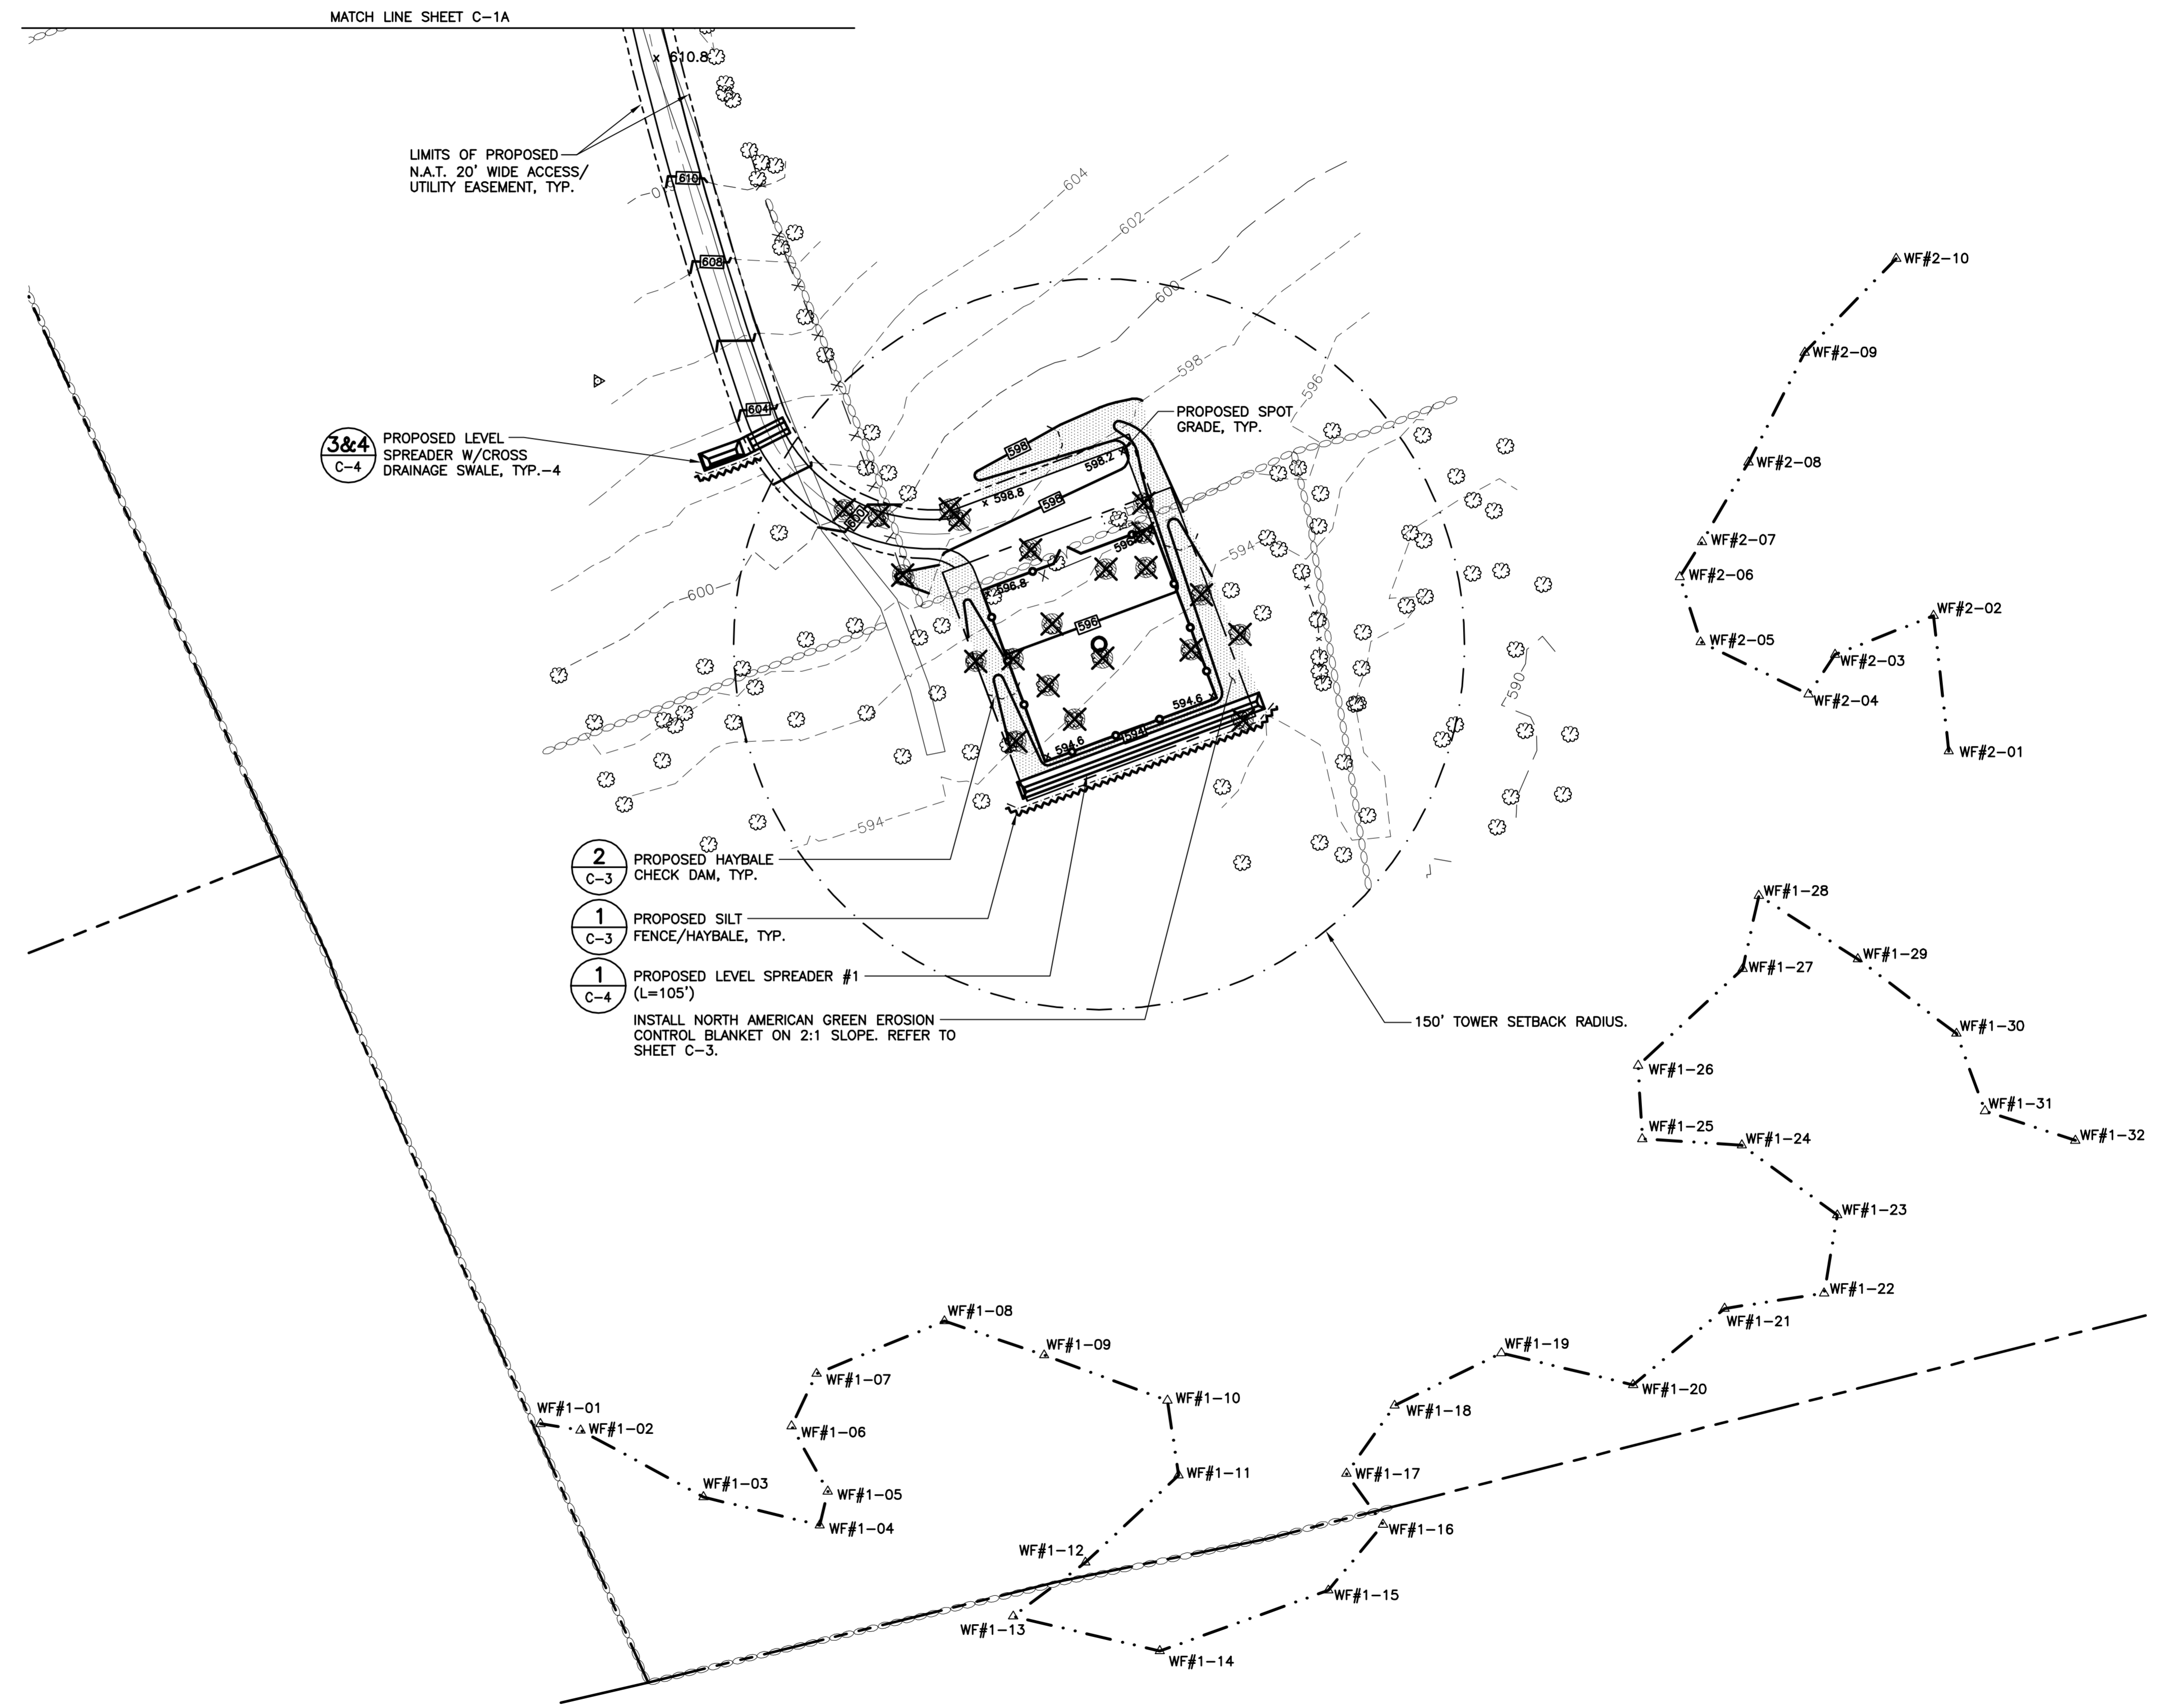 MATCH LINE SHEET C-1A
x 610.8
LIMITS OF PROPOSED
N.A.T. 20' WIDE ACCESS/
UTILITY EASEMENT, TYP.
610
608
604
604
602
600
598
596
3&4
C-4
PROPOSED LEVEL
SPREADER W/CROSS
DRAINAGE SWALE, TYP.-4
PROPOSED SPOT
GRADE, TYP.
598
598.2
598.8
598
600
596.8
596
594
600
590
594.6
594.6
594
594
2
C-3
PROPOSED HAYBALE
CHECK DAM, TYP.
1
C-3
PROPOSED SILT
FENCE/HAYBALE, TYP.
1
C-4
PROPOSED LEVEL SPREADER #1
(L=105')
INSTALL NORTH AMERICAN GREEN EROSION
CONTROL BLANKET ON 2:1 SLOPE. REFER TO
SHEET C-3.
150' TOWER SETBACK RADIUS.
WF#2-10
WF#2-09
WF#2-08
WF#2-07
WF#2-06
WF#2-05
WF#2-04
WF#2-03
WF#2-02
WF#2-01
WF#1-28
WF#1-29
WF#1-27
WF#1-30
WF#1-26
WF#1-31
WF#1-25
WF#1-24
WF#1-32
WF#1-23
WF#1-22
WF#1-21
WF#1-19
WF#1-20
WF#1-18
WF#1-17
WF#1-16
WF#1-15
WF#1-14
WF#1-13
WF#1-12
WF#1-11
WF#1-10
WF#1-09
WF#1-08
WF#1-07
WF#1-06
WF#1-05
WF#1-04
WF#1-03
WF#1-02
WF#1-01